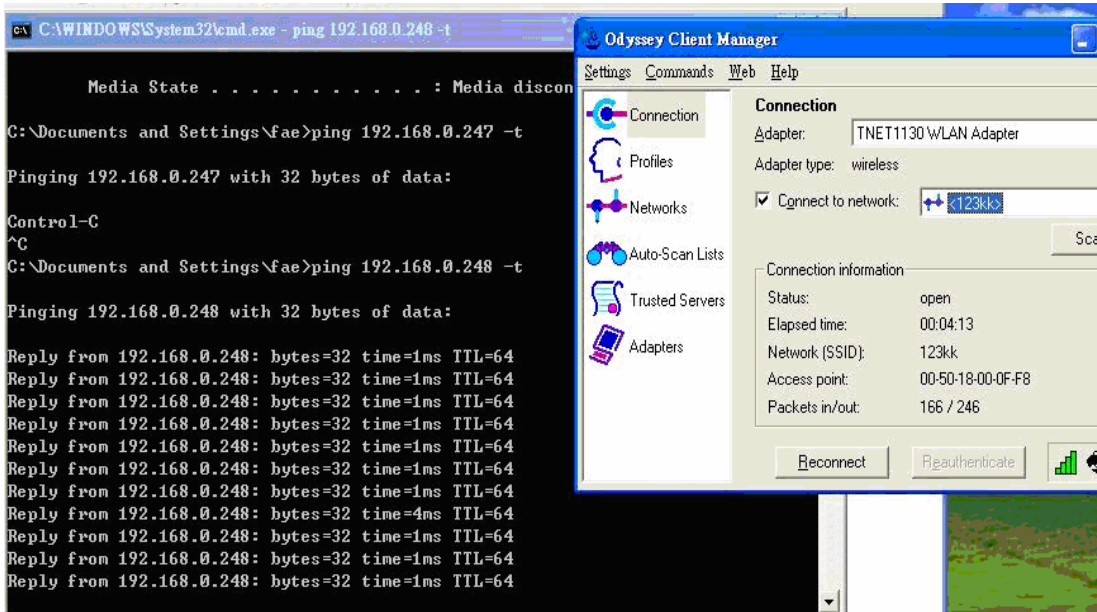 C:\WINDOWS\System32\cmd.exe - ping 192.168.0.248 -t
Media State . . . . . . . . . . . : Media discon
C:\Documents and Settings\fae>ping 192.168.0.247 -t
Pinging 192.168.0.247 with 32 bytes of data:
Control-C
^C
C:\Documents and Settings\fae>ping 192.168.0.248 -t
Pinging 192.168.0.248 with 32 bytes of data:
Reply from 192.168.0.248: bytes=32 time=1ms TTL=64
Reply from 192.168.0.248: bytes=32 time=1ms TTL=64
Reply from 192.168.0.248: bytes=32 time=1ms TTL=64
Reply from 192.168.0.248: bytes=32 time=1ms TTL=64
Reply from 192.168.0.248: bytes=32 time=1ms TTL=64
Reply from 192.168.0.248: bytes=32 time=1ms TTL=64
Reply from 192.168.0.248: bytes=32 time=1ms TTL=64
Reply from 192.168.0.248: bytes=32 time=4ms TTL=64
Reply from 192.168.0.248: bytes=32 time=1ms TTL=64
Reply from 192.168.0.248: bytes=32 time=1ms TTL=64
Reply from 192.168.0.248: bytes=32 time=1ms TTL=64
Odyssey Client Manager
Settings Commands Web Help
Connection
Profiles
Networks
Auto-Scan Lists
Trusted Servers
Adapters
Connection
Adapter: TNET1130 WLAN Adapter
Adapter type: wireless
Connect to network: <123kk>
Sca
Connection information
Status: open
Elapsed time: 00:04:13
Network (SSID): 123kk
Access point: 00-50-18-00-0F-F8
Packets in/out: 166 / 246
Reconnect Reauthenticate